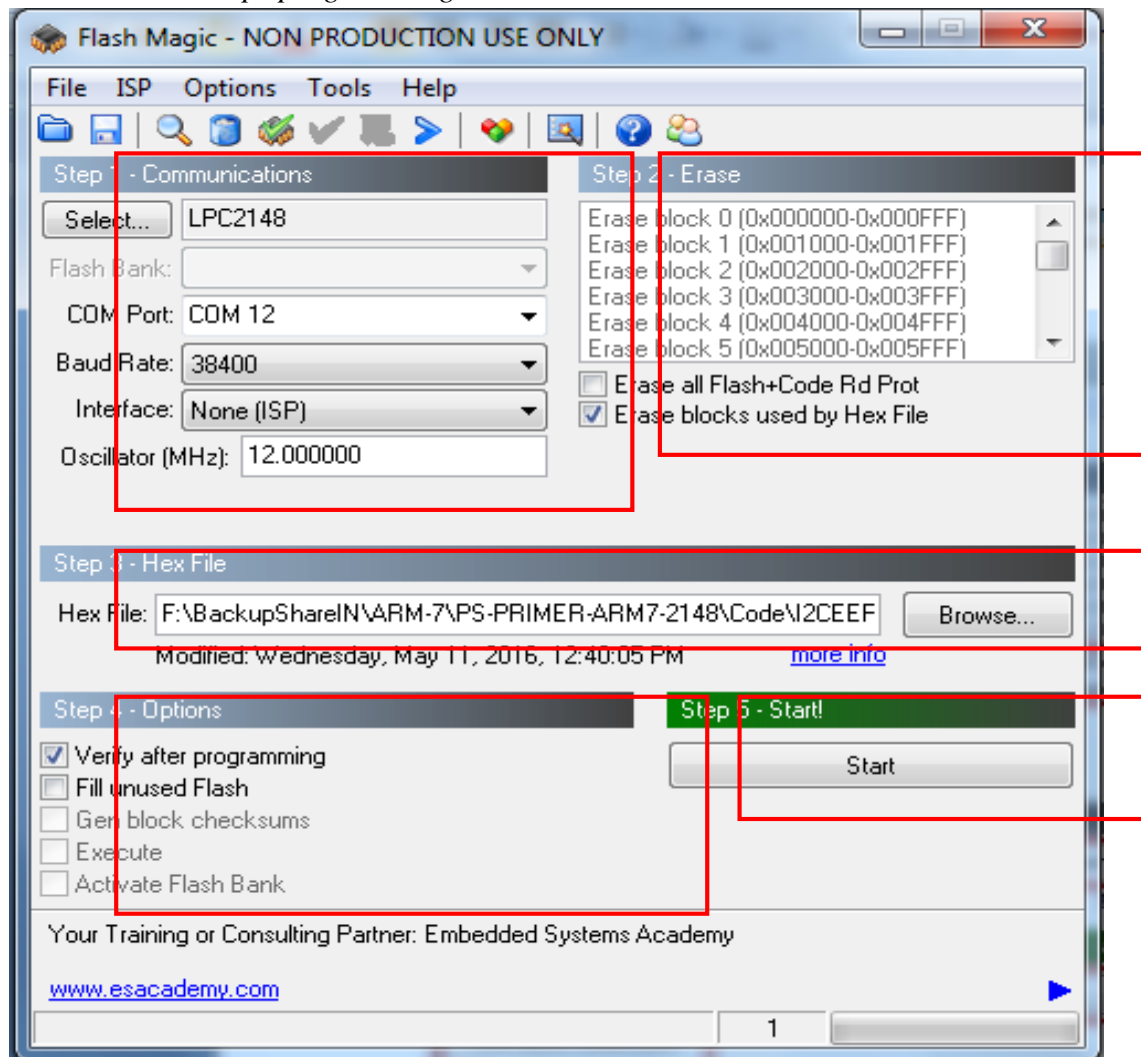 Flash Magic - NON PRODUCTION USE ONLY
File ISP Options Tools Help
Step 1 - Communications
Select... LPC2148
Flash Bank:
COM Port: COM 12
Baud Rate: 38400
Interface: None (ISP)
Oscillator (MHz): 12.000000
Step 2 - Erase
Erase block 0 (0x000000-0x000FFF)
Erase block 1 (0x001000-0x001FFF)
Erase block 2 (0x002000-0x002FFF)
Erase block 3 (0x003000-0x003FFF)
Erase block 4 (0x004000-0x004FFF)
Erase block 5 (0x005000-0x005FFF)
Erase all Flash+Code Rd Prot
Erase blocks used by Hex File
Step 3 - Hex File
Hex File: F:\BackupShareIN\ARM-7\PS-PRIMER-ARM7-2148\Code\I2CEEF Browse...
Modified: Wednesday, May 11, 2016, 12:40:05 PM more info
Step 4 - Options
Verify after programming
Fill unused Flash
Gen block checksums
Execute
Activate Flash Bank
Step 5 - Start!
Start
Your Training or Consulting Partner: Embedded Systems Academy
www.esacademy.com
1